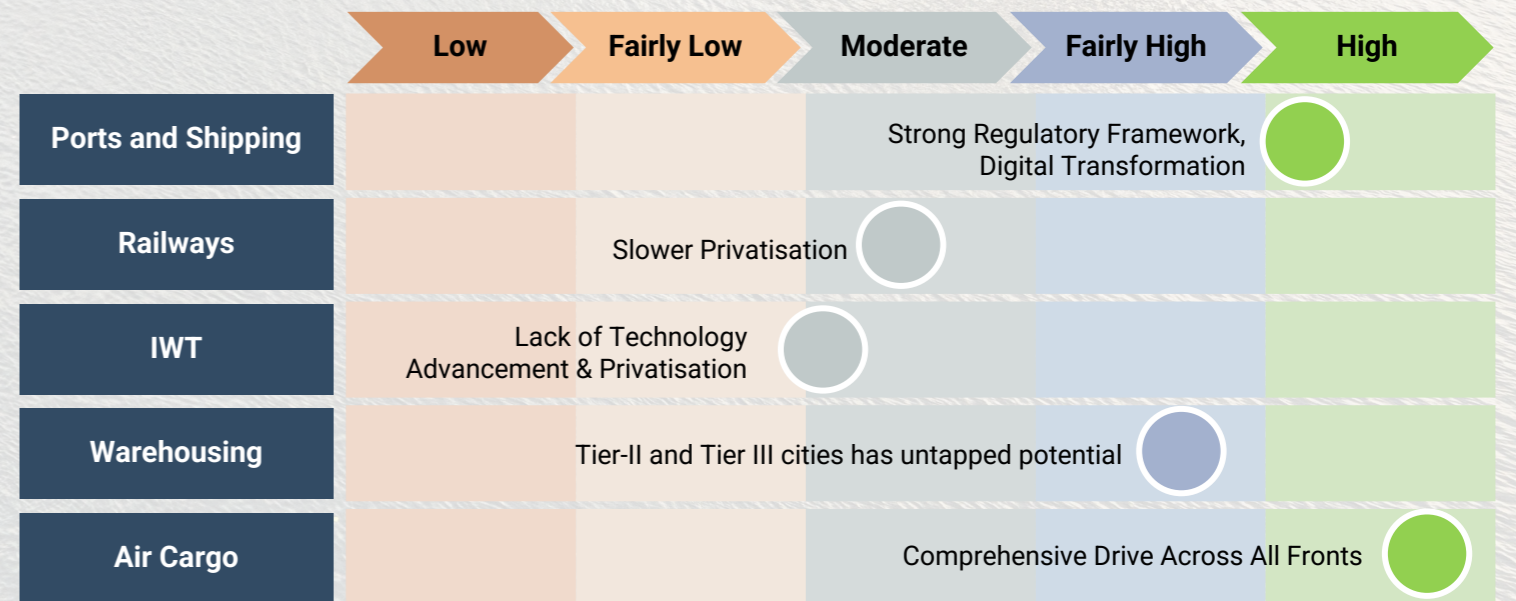 Low
Fairly Low
Moderate
Fairly High
High
Ports and Shipping
Strong Regulatory Framework,
Digital Transformation
Railways
Slower Privatisation
IWT
Lack of Technology
Advancement & Privatisation
Warehousing
Tier-II and Tier III cities has untapped potential
Air Cargo
Comprehensive Drive Across All Fronts